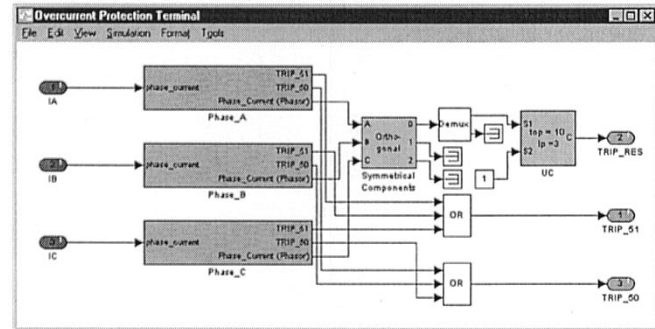 Overcurrent Protection Terminal
File Edit View Simulation Format Tools
1
IA
phase_current
TRIP_51
TRIP_50
Phase_Current (Phasor)
Phase_A
2
IB
phase_current
TRIP_51
TRIP_50
Phase_Current (Phasor)
Phase_B
3
IC
phase_current
TRIP_51
TRIP_50
Phase_Current (Phasor)
Phase_C
A
B
C
Ortho-
gonal
0
1
2
Symmetrical
Components
Demux
1
S1
S2
top = 10
Ip =3
C
UC
2
TRIP_RES
OR
1
TRIP_51
OR
3
TRIP_50